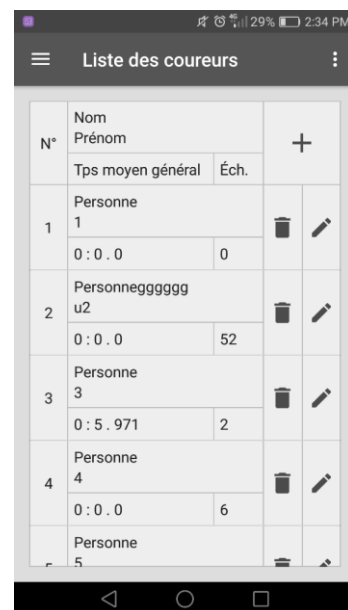 4G 29% 2:34 PM
Liste des coureurs
N°
Nom
Prénom
+
Tps moyen général Éch.
1
Personne
1
0 : 0 . 0 0
2
Personnegggggg
u2
0 : 0 . 0 52
3
Personne
3
0 : 5 . 971 2
4
Personne
4
0 : 0 . 0 6
5
Personne
5